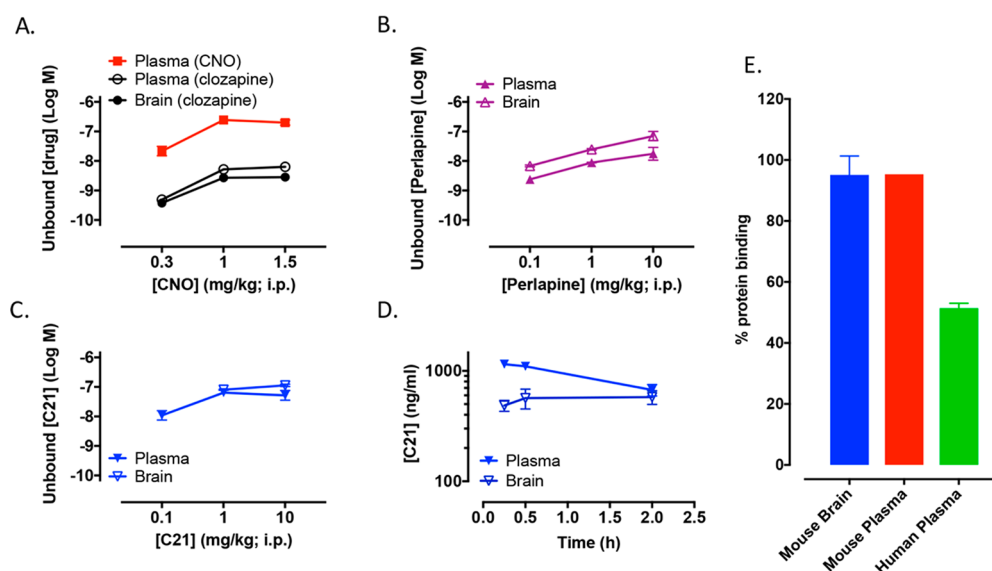 A.
Unbound [drug] (Log M)
Plasma (CNO)
Plasma (clozapine)
Brain (clozapine)
-6
-7
-8
-9
-10
0.3
1
1.5
[CNO] (mg/kg; i.p.)
B.
Unbound [Perlapine] (Log M)
Plasma
Brain
-6
-7
-8
-9
-10
0.1
1
10
[Perlapine] (mg/kg; i.p.)
C.
Unbound [C21] (Log M)
-6
-7
-8
-9
-10
Plasma
Brain
0.1
1
10
[C21] (mg/kg; i.p.)
D.
[C21] (ng/ml)
1000
100
Plasma
Brain
0.0
0.5
1.0
1.5
2.0
2.5
Time (h)
E.
% protein binding
120
100
80
60
40
20
0
Mouse Brain
Mouse Plasma
Human Plasma